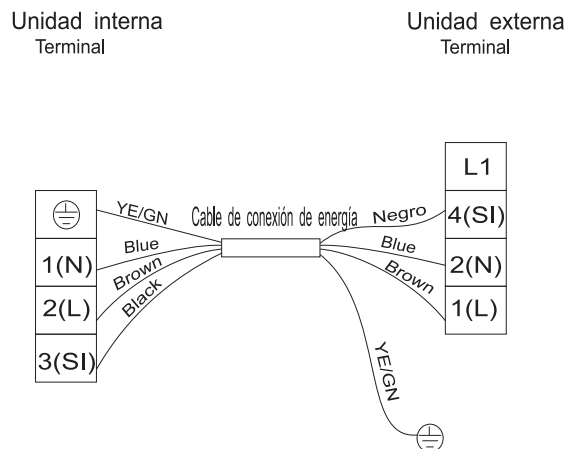 Unidad interna
Terminal
Unidad externa
Terminal
YE/GN
1(N)
Blue
2(L)
Brown
3(SI)
Black
Cable de conexión de energía
L1
Negro
4(SI)
Blue
2(N)
Brown
1(L)
YE/GN